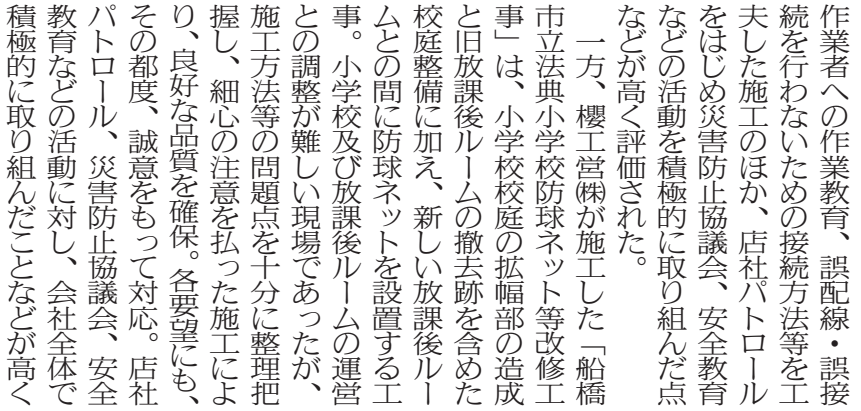 作業者への作業教育、誤配線・誤接
続を行わないための接続方法等を工
夫した施工のほか、店社パトロール
をはじめ災害防止協議会、安全教育
などの活動を積極的に取り組んだ点
などが高く評価された。
　一方、櫻工営㈱が施工した「船橋
市立法典小学校防球ネット等改修工
事」は、小学校校庭の拡幅部の造成
と旧放課後ルームの撤去跡を含めた
校庭整備に加え、新しい放課後ルー
ムとの間に防球ネットを設置する工
事。小学校及び放課後ルームの運営
との調整が難しい現場であったが、
施工方法等の問題点を十分に整理把
握し、細心の注意を払った施工によ
り、良好な品質を確保。各要望にも、
その都度、誠意をもって対応。店社
パトロール、災害防止協議会、安全
教育などの活動に対し、会社全体で
積極的に取り組んだことなどが高く